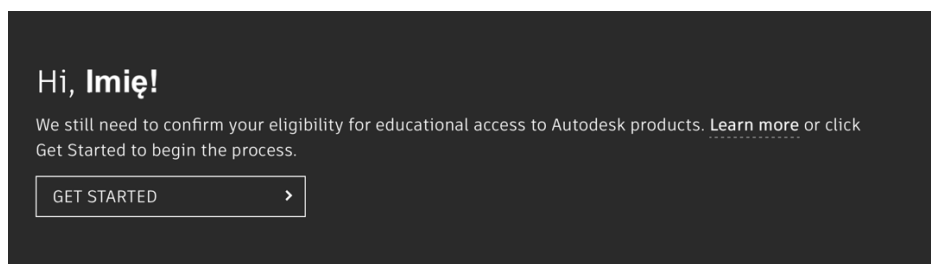 Hi, Imię!
We still need to confirm your eligibility for educational access to Autodesk products. Learn more or click
Get Started to begin the process.
GET STARTED